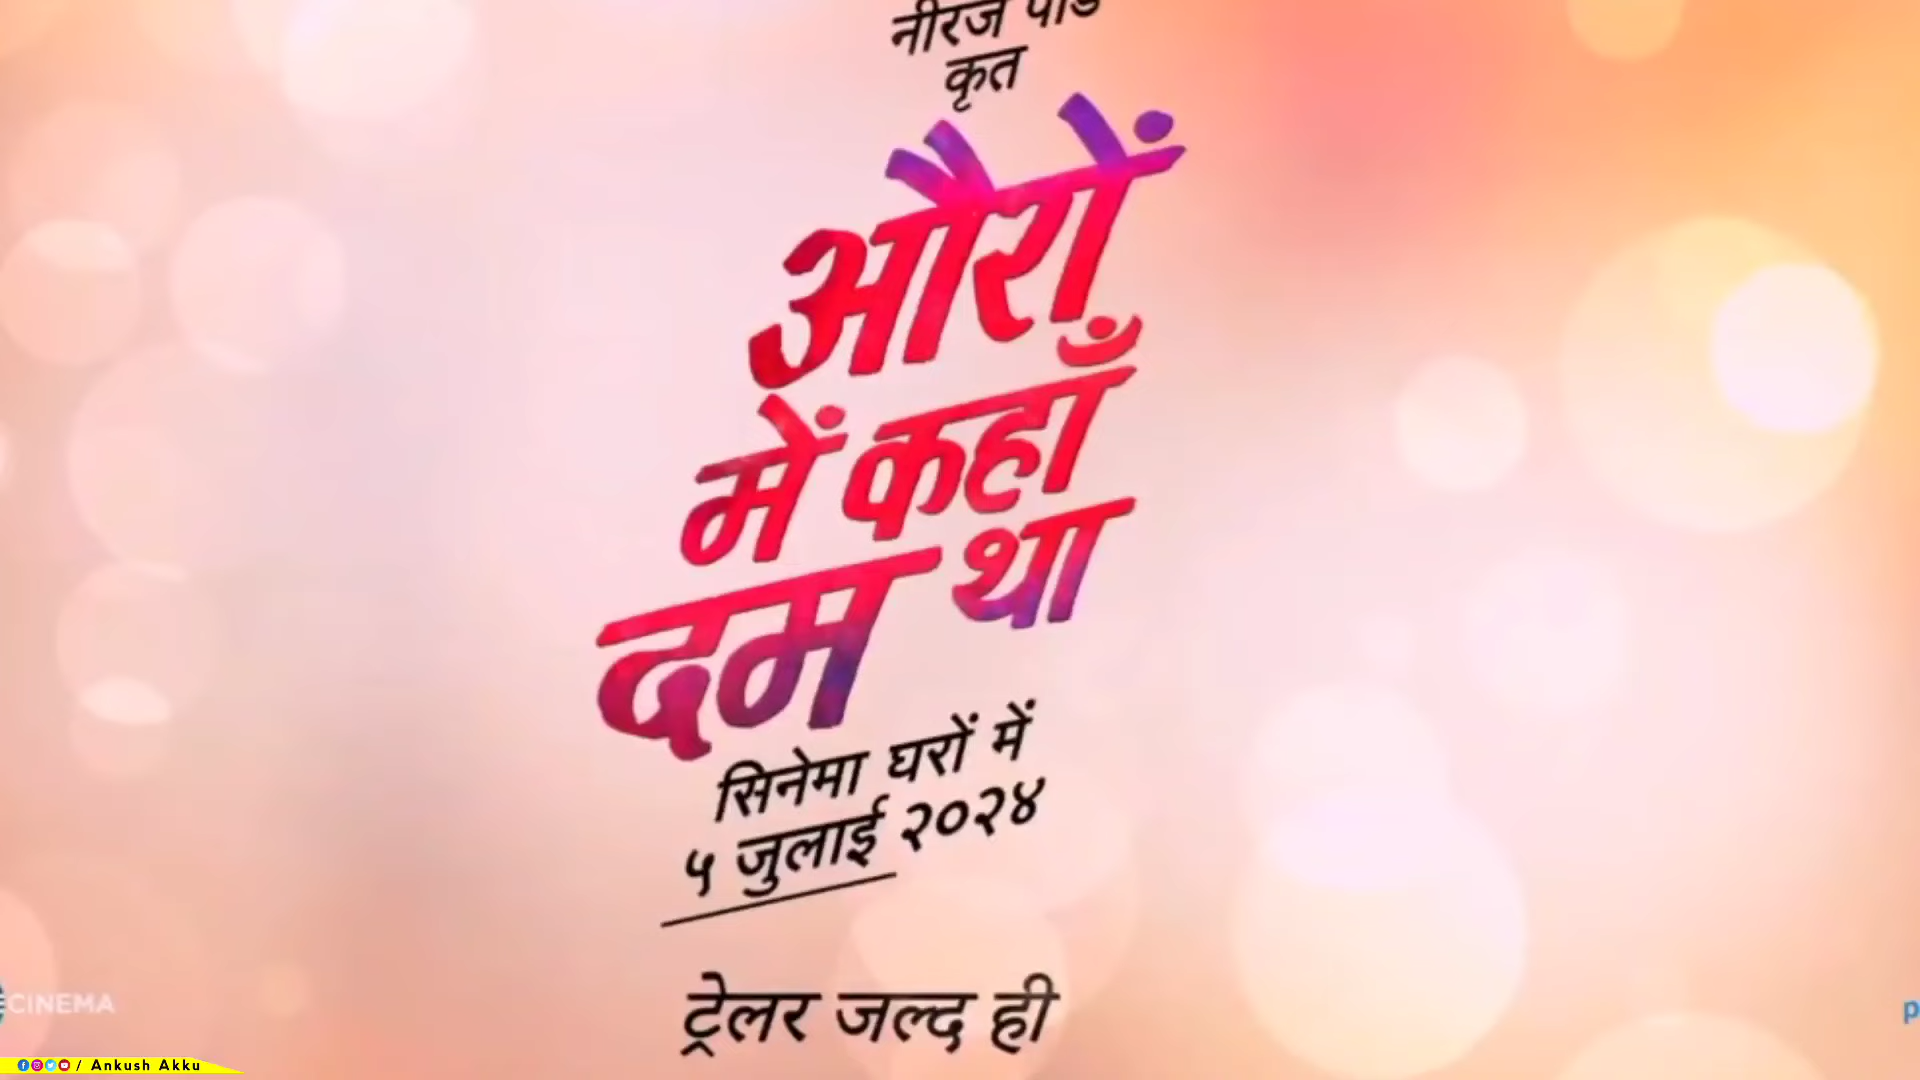 नीरज पांडे
कृत
औरों
में कहाँ
दम था
सिनेमा घरों में
५ जुलाई २०२४
ट्रेलर जल्द ही
CINEMA
/ Ankush Akku